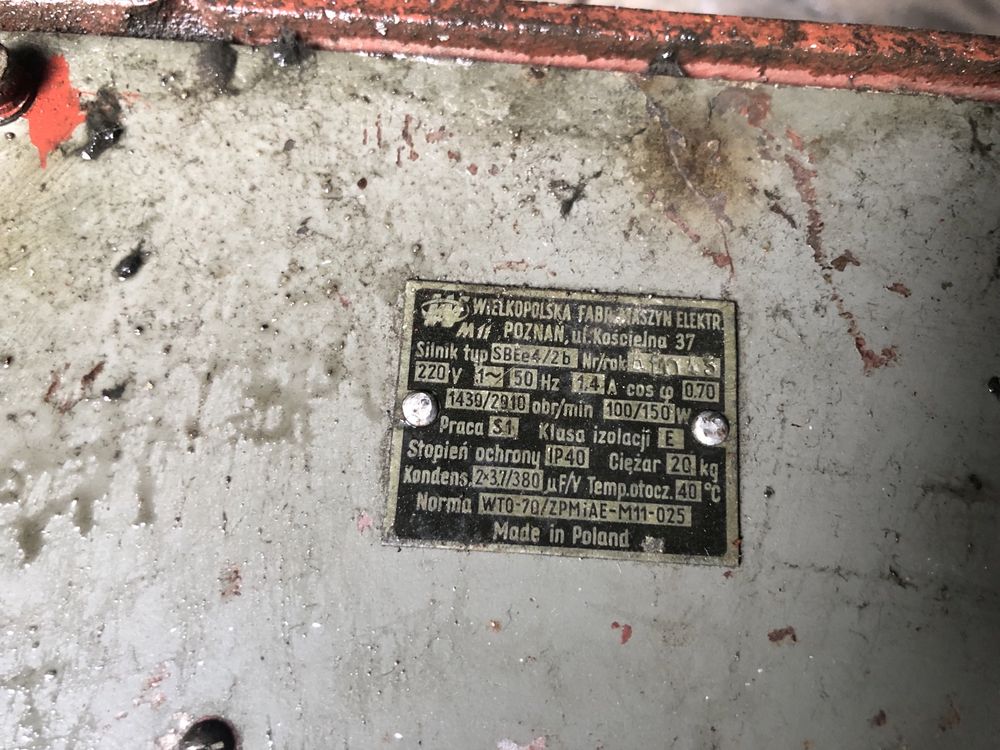 WIELKOPOLSKA FABR. MASZYN ELEKTR.
M11 POZNAŃ, ul. Kościelna 37
Silnik typ SBEe4/2b Nr/rok
220 V 1~ 50 Hz 1.4 A cos φ 0.70
1430/2910 obr/min 100/150 W
Praca S1 Klasa izolacji E
Stopień ochrony IP40 Ciężar 20 kg
Kondens. 2×3.7/380 µF/V Temp.otocz. 40 °C
Norma WTO-70/ZPMiAE-M11-025
Made in Poland